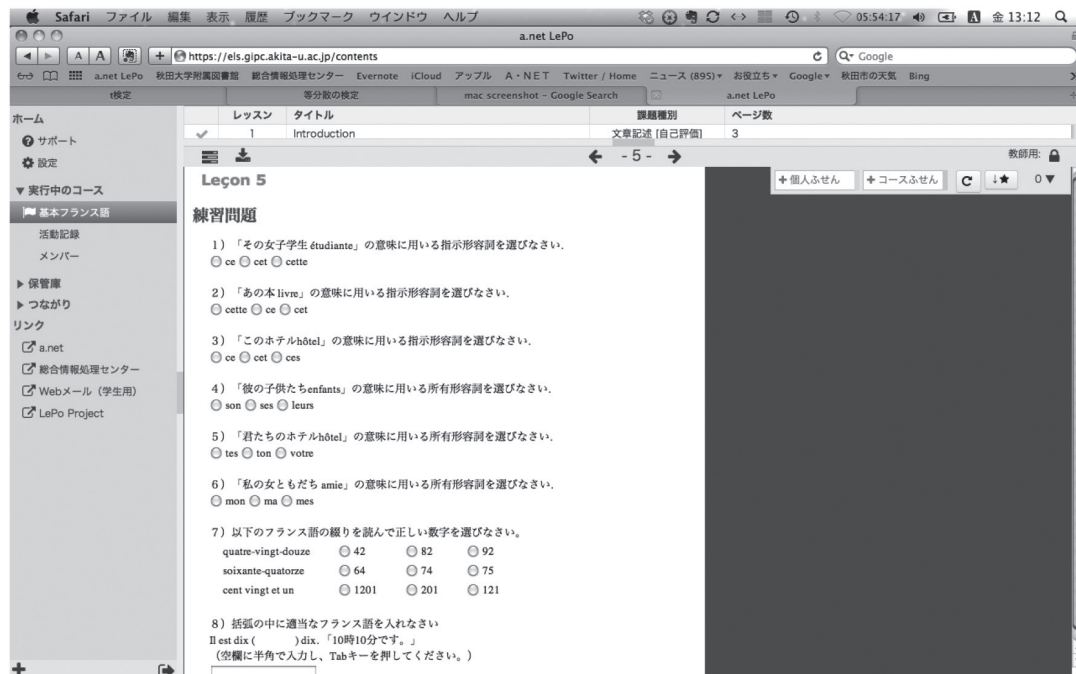 Safari ファイル 編集 表示 履歴 ブックマーク ウインドウ ヘルプ 05:54:17 金 13:12
a.net LePo
A A + https://els.gipc.akita-u.ac.jp/contents Google
a.net LePo 秋田大学附属図書館 総合情報処理センター Evernote iCloud アップル A・NET Twitter / Home ニュース (895) お役立ち Google 秋田市の天気 Bing
t検定 等分散の検定 mac screenshot - Google Search a.net LePo
ホーム
サポート
設定
実行中のコース
基本フランス語
活動記録
メンバー
保管庫
つながり
リンク
a.net
総合情報処理センター
Webメール（学生用）
LePo Project
レッスン タイトル 課題種別 ページ数
1 Introduction 文章記述 [自己評価] 3
- 5 - 教師用:
+ 個人ふせん + コースふせん 0
Leçon 5
練習問題
1）「その女子学生 étudiante」の意味に用いる指示形容詞を選びなさい.
ce cet cette
2）「あの本 livre」の意味に用いる指示形容詞を選びなさい.
cette ce cet
3）「このホテルhôtel」の意味に用いる指示形容詞を選びなさい.
ce cet ces
4）「彼の子供たちenfants」の意味に用いる所有形容詞を選びなさい.
son ses leurs
5）「君たちのホテルhôtel」の意味に用いる所有形容詞を選びなさい.
tes ton votre
6）「私の女ともだち amie」の意味に用いる所有形容詞を選びなさい.
mon ma mes
7）以下のフランス語の綴りを読んで正しい数字を選びなさい。
quatre-vingt-douze 42 82 92
soixante-quatorze 64 74 75
cent vingt et un 1201 201 121
8）括弧の中に適当なフランス語を入れなさい
Il est dix ( ) dix.「10時10分です。」
（空欄に半角で入力し、Tabキーを押してください。）